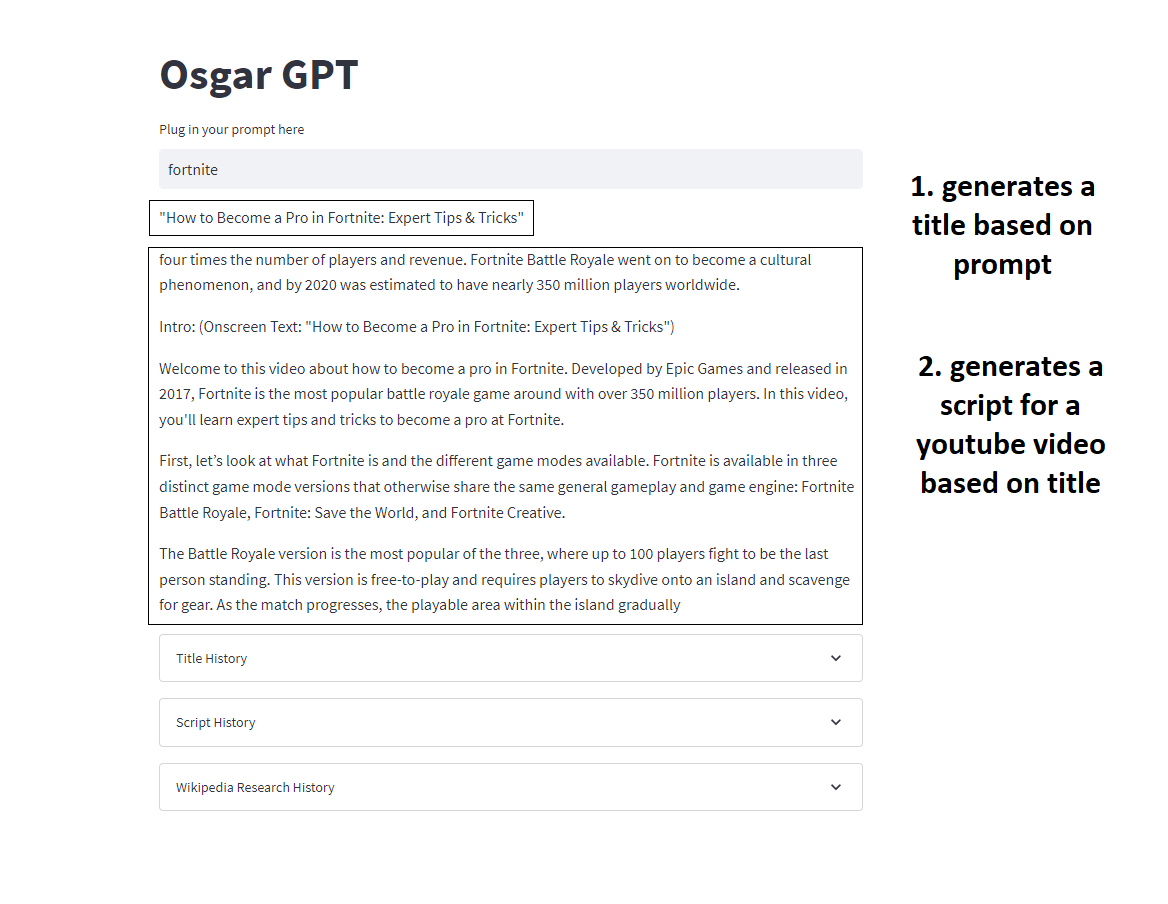 Osgar GPT
Plug in your prompt here
fortnite
"How to Become a Pro in Fortnite: Expert Tips & Tricks"
four times the number of players and revenue. Fortnite Battle Royale went on to become a cultural
phenomenon, and by 2020 was estimated to have nearly 350 million players worldwide.
Intro: (Onscreen Text: "How to Become a Pro in Fortnite: Expert Tips & Tricks")
Welcome to this video about how to become a pro in Fortnite. Developed by Epic Games and released in
2017, Fortnite is the most popular battle royale game around with over 350 million players. In this video,
you'll learn expert tips and tricks to become a pro at Fortnite.
First, let’s look at what Fortnite is and the different game modes available. Fortnite is available in three
distinct game mode versions that otherwise share the same general gameplay and game engine: Fortnite
Battle Royale, Fortnite: Save the World, and Fortnite Creative.
The Battle Royale version is the most popular of the three, where up to 100 players fight to be the last
person standing. This version is free-to-play and requires players to skydive onto an island and scavenge
for gear. As the match progresses, the playable area within the island gradually
Title History
Script History
Wikipedia Research History
1. generates a
title based on
prompt
2. generates a
script for a
youtube video
based on title